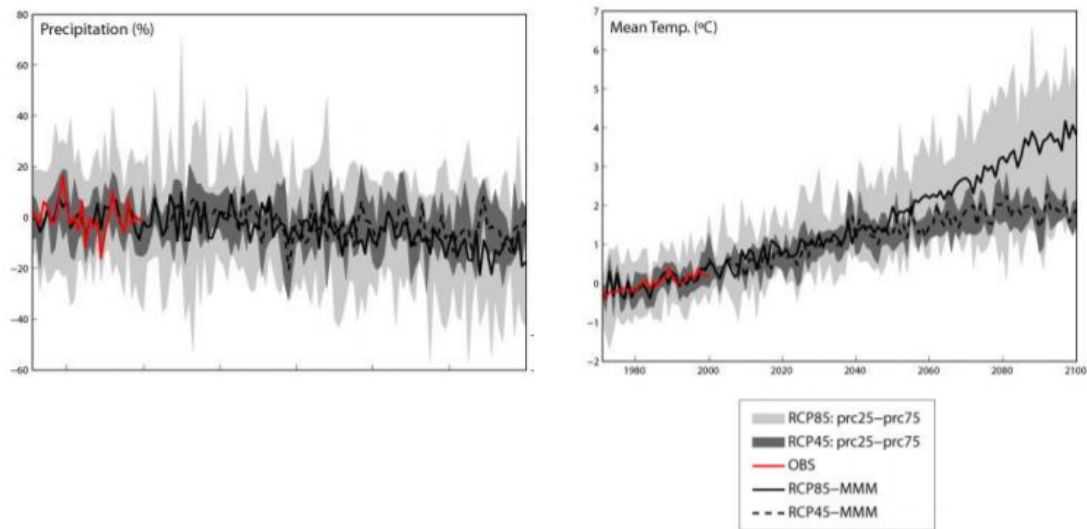 Precipitation (%)
80
60
40
20
0
−20
−40
−60
Mean Temp. (ºC)
7
6
5
4
3
2
1
0
−1
−2
1980 2000 2020 2040 2060 2080 2100
RCP85: prc25−prc75
RCP45: prc25−prc75
OBS
RCP85−MMM
RCP45−MMM